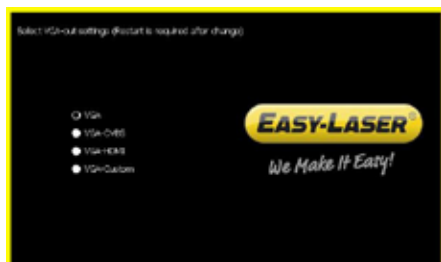 Select VGA-out settings (Restart is required after change)
VGA
VGA-CVBS
VGA-HDMI
VGA-Custom
EASY-LASER®
We Make It Easy!